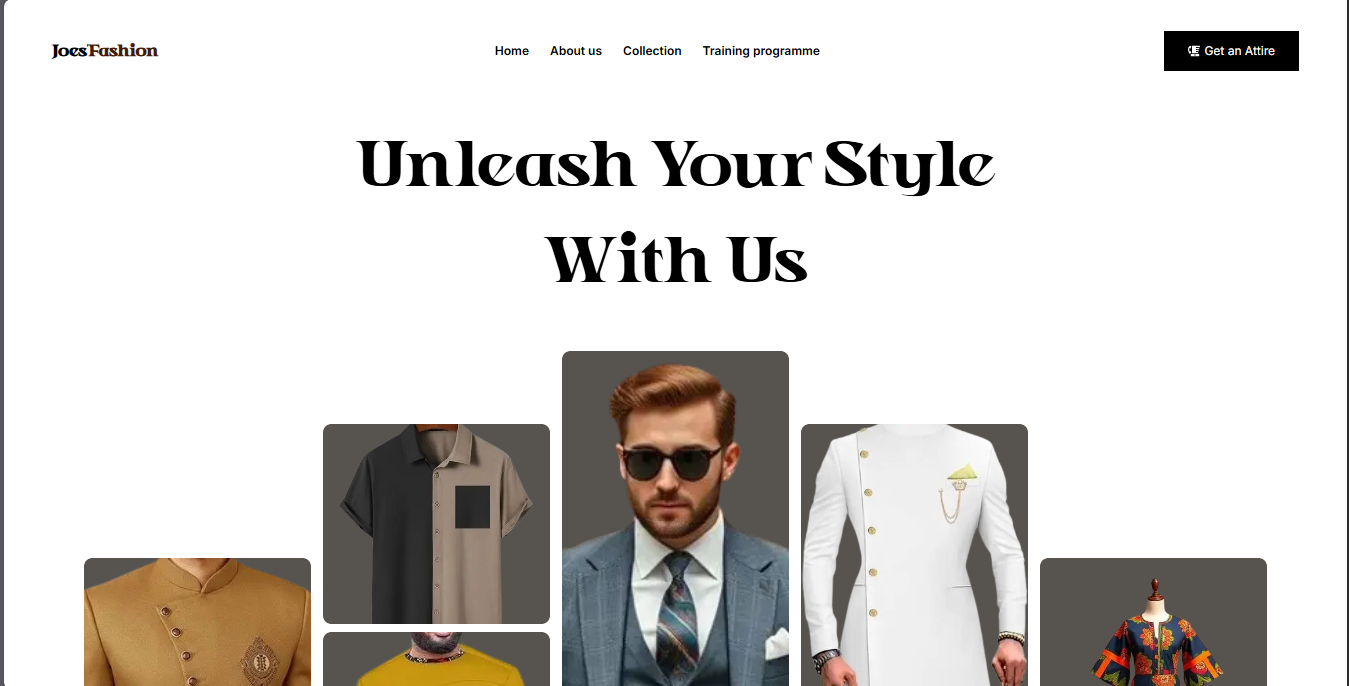 JoesFashion
Home About us Collection Training programme
Get an Attire
Unleash Your Style
With Us